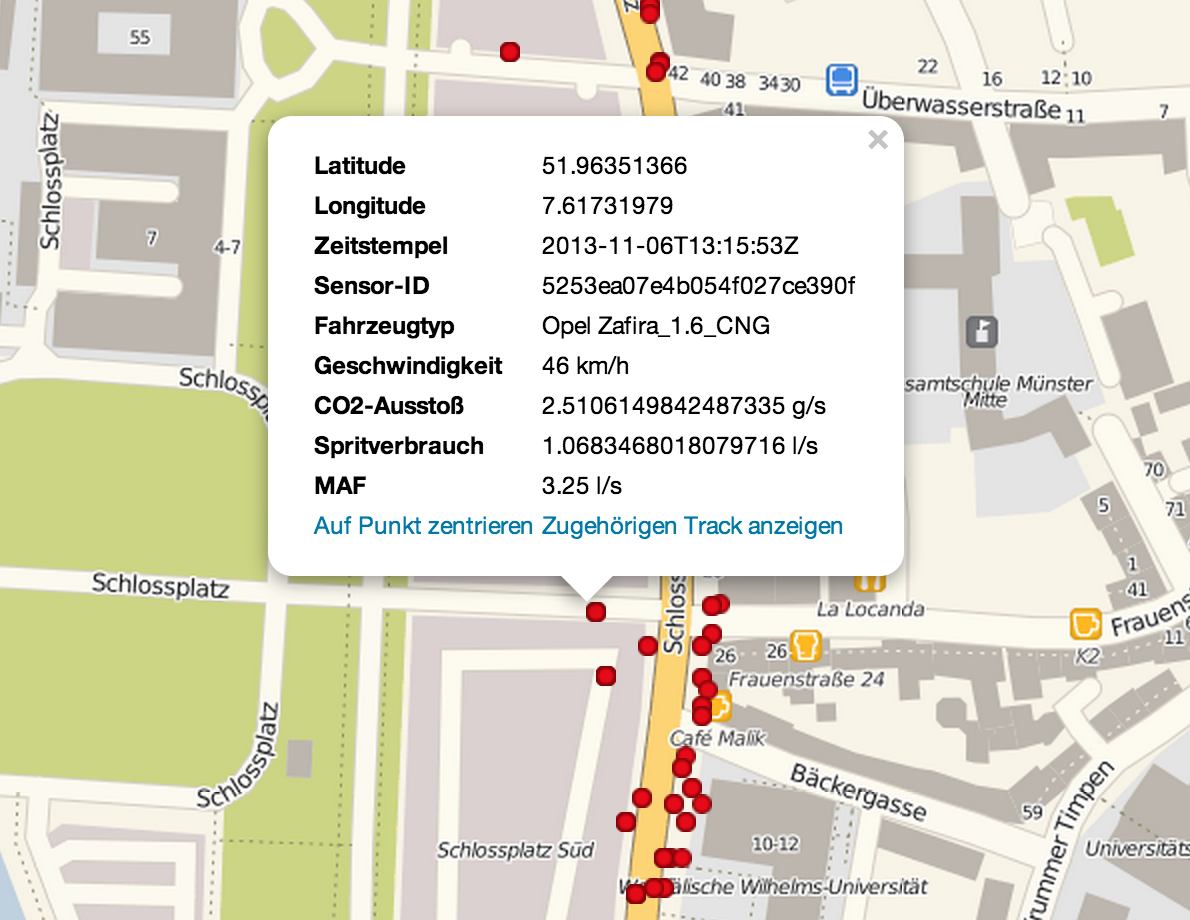 55
42
40 38
34 30
22
16
12
10
Überwasserstraße
11
7
41
×
Latitude 51.96351366
Longitude 7.61731979
Zeitstempel 2013-11-06T13:15:53Z
Sensor-ID 5253ea07e4b054f027ce390f
Fahrzeugtyp Opel Zafira_1.6_CNG
Geschwindigkeit 46 km/h
CO2-Ausstoß 2.5106149842487335 g/s
Spritverbrauch 1.0683468018079716 l/s
MAF 3.25 l/s
Auf Punkt zentrieren Zugehörigen Track anzeigen
Schlossplatz
7
4-7
Schlosspl
samtschule Münster
Mitte
70
5
71
1
41
Schlossplatz
Schloss
La Locanda
Frauens
11
K2
26
26
Frauenstraße 24
Café Malik
Schlossplatz
Bäckergasse
59
rummer Timpen
10-12
Schlossplatz Süd
Universitäts
W älische Wilhelms-Universität